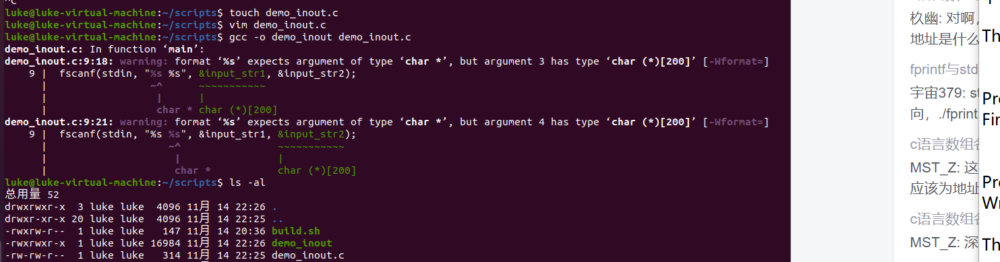 ^C
luke@luke-virtual-machine:~/scripts$ touch demo_inout.c
luke@luke-virtual-machine:~/scripts$ vim demo_inout.c
luke@luke-virtual-machine:~/scripts$ gcc -o demo_inout demo_inout.c
demo_inout.c: In function ‘main’:
demo_inout.c:9:18: warning: format ‘%s’ expects argument of type ‘char *’, but argument 3 has type ‘char (*)[200]’ [-Wformat=]
    9 |  fscanf(stdin, "%s %s", &input_str1, &input_str2);
      |                 ~^      ~~~~~~~~~~~
      |                  |      |
      |                  char * char (*)[200]
demo_inout.c:9:21: warning: format ‘%s’ expects argument of type ‘char *’, but argument 4 has type ‘char (*)[200]’ [-Wformat=]
    9 |  fscanf(stdin, "%s %s", &input_str1, &input_str2);
      |                    ~^                ~~~~~~~~~~~
      |                     |                |
      |                     char *           char (*)[200]
luke@luke-virtual-machine:~/scripts$ ls -al
总用量 52
drwxrwxr-x  3 luke luke  4096 11月 14 22:26 .
drwxr-xr-x 20 luke luke  4096 11月 14 22:25 ..
-rwxrw-r--  1 luke luke   147 11月 14 20:36 build.sh
-rwxrwxr-x  1 luke luke 16984 11月 14 22:26 demo_inout
-rw-rw-r--  1 luke luke   314 11月 14 22:25 demo_inout.c
杦幽: 对啊，
地址是什么
fprintf与std
宇宙379: st
向，./fprint
c语言数组名
MST_Z: 这
应该为地址
c语言数组名
MST_Z: 深
Th
Pre
Fin
Pre
Wr
Th